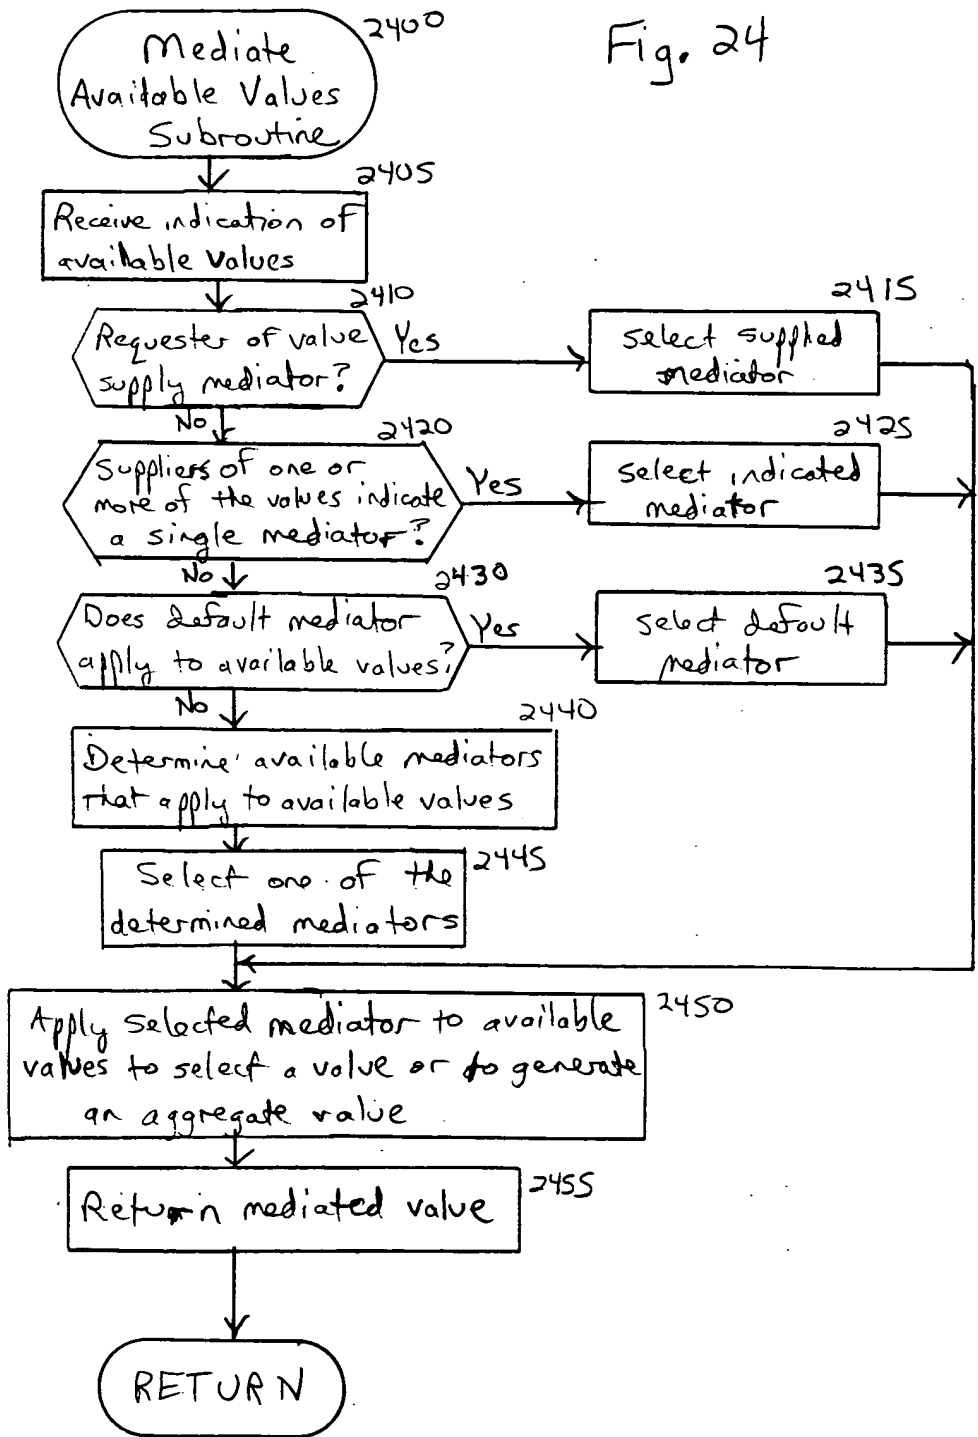 2400
Fig. 24
Mediate
Available Values
Subroutine
2405
Receive indication of
available values
2410
Requester of value
supply mediator?
Yes
2415
select supplied
mediator
No
2420
Suppliers of one or
more of the values indicate
a single mediator?
Yes
2425
select indicated
mediator
No
2430
Does default mediator
apply to available values?
Yes
2435
select default
mediator
No
2440
Determine available mediators
that apply to available values
2445
Select one of the
determined mediators
2450
Apply selected mediator to available
values to select a value or to generate
an aggregate value
2455
Return mediated value
RETURN